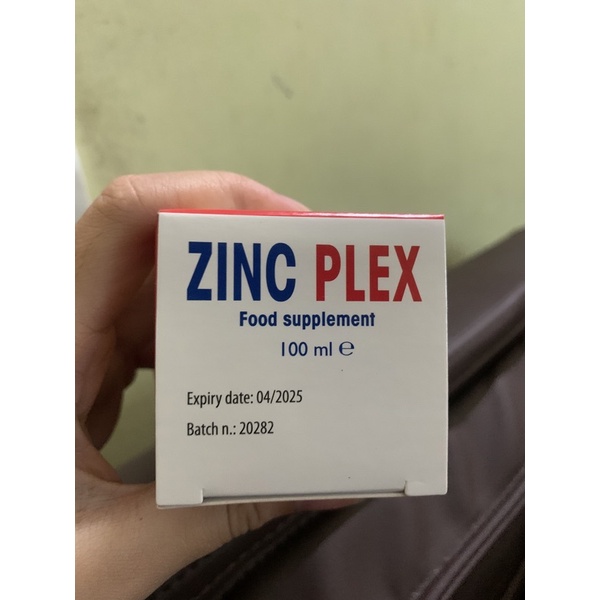 ZINC PLEX
Food supplement
100 ml ℮
Expiry date: 04/2025
Batch n.: 20282